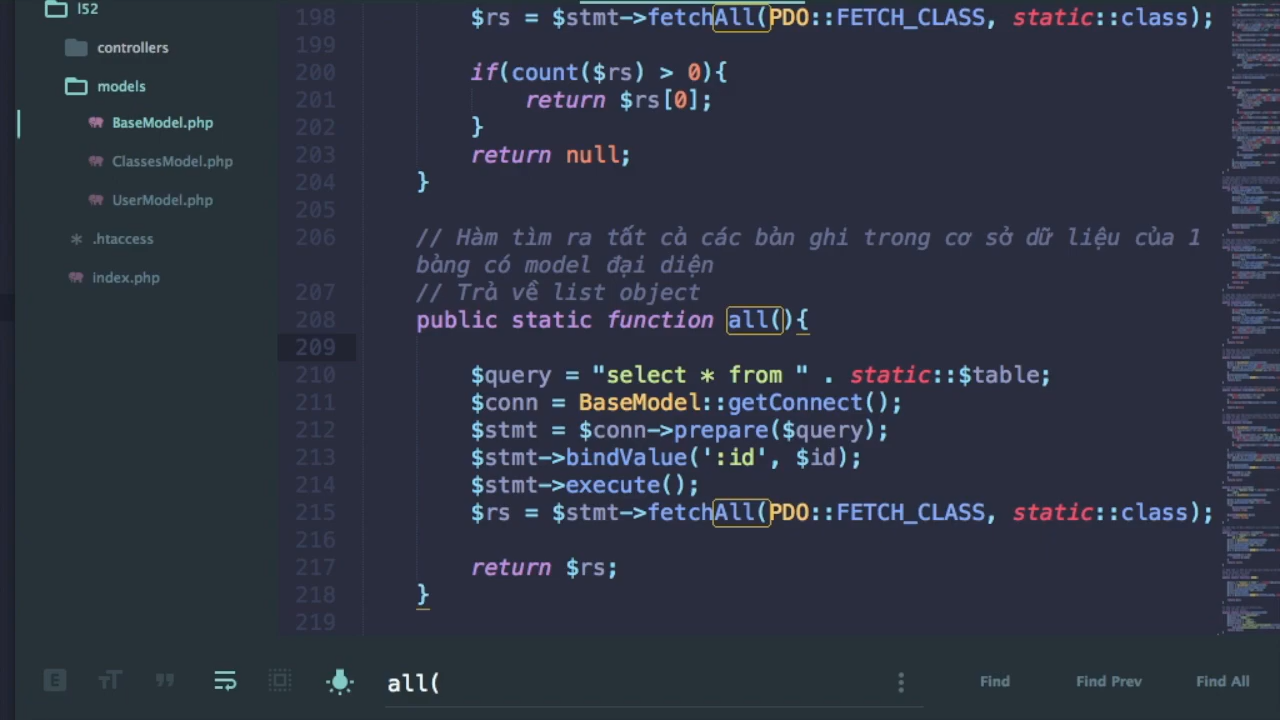 l52
controllers
models
BaseModel.php
ClassesModel.php
UserModel.php
.htaccess
index.php
198 $rs = $stmt->fetchAll(PDO::FETCH_CLASS, static::class);
199
200 if(count($rs) > 0){
201 return $rs[0];
202 }
203 return null;
204 }
205
206 // Hàm tìm ra tất cả các bản ghi trong cơ sở dữ liệu của 1
bảng có model đại diện
207 // Trả về list object
208 public static function all(){
209
210 $query = "select * from " . static::$table;
211 $conn = BaseModel::getConnect();
212 $stmt = $conn->prepare($query);
213 $stmt->bindValue(':id', $id);
214 $stmt->execute();
215 $rs = $stmt->fetchAll(PDO::FETCH_CLASS, static::class);
216
217 return $rs;
218 }
219
all(
Find
Find Prev
Find All